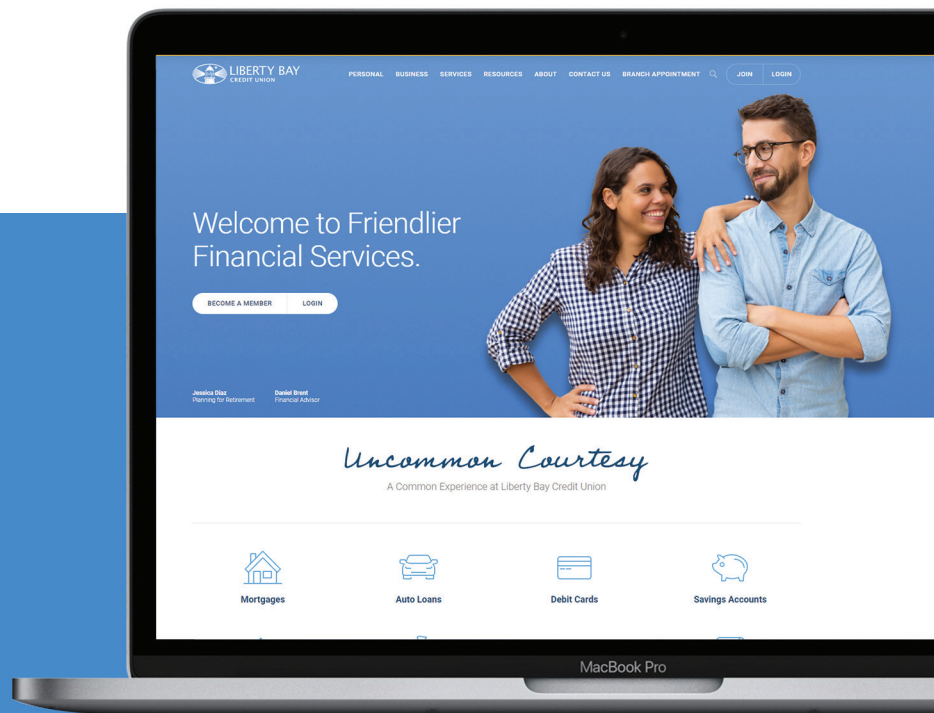 LIBERTY BAY
CREDIT UNION
PERSONAL BUSINESS SERVICES RESOURCES ABOUT CONTACT US BRANCH APPOINTMENT JOIN LOGIN
Welcome to Friendlier
Financial Services.
BECOME A MEMBER LOGIN
Jessica Diaz Daniel Brent
Planning for Retirement Financial Advisor
Uncommon Courtesy
A Common Experience at Liberty Bay Credit Union
Mortgages Auto Loans Debit Cards Savings Accounts
MacBook Pro